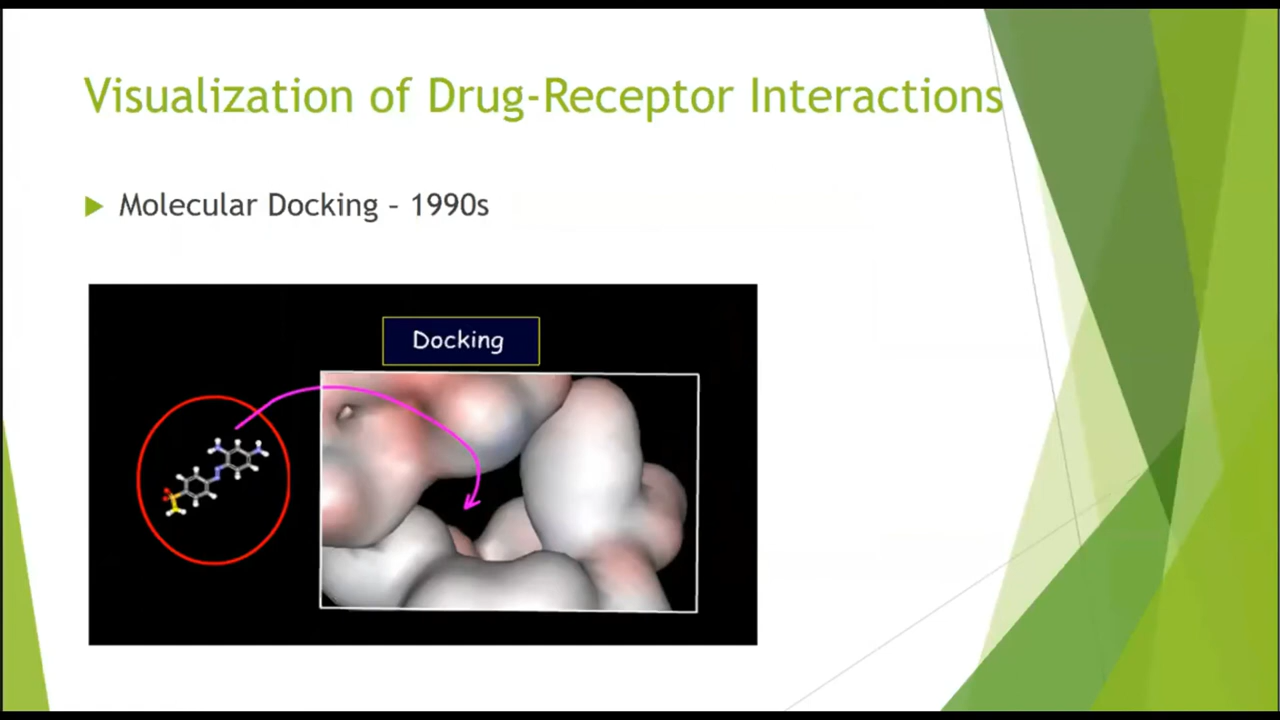 Visualization of Drug-Receptor Interactions
Molecular Docking – 1990s
Docking